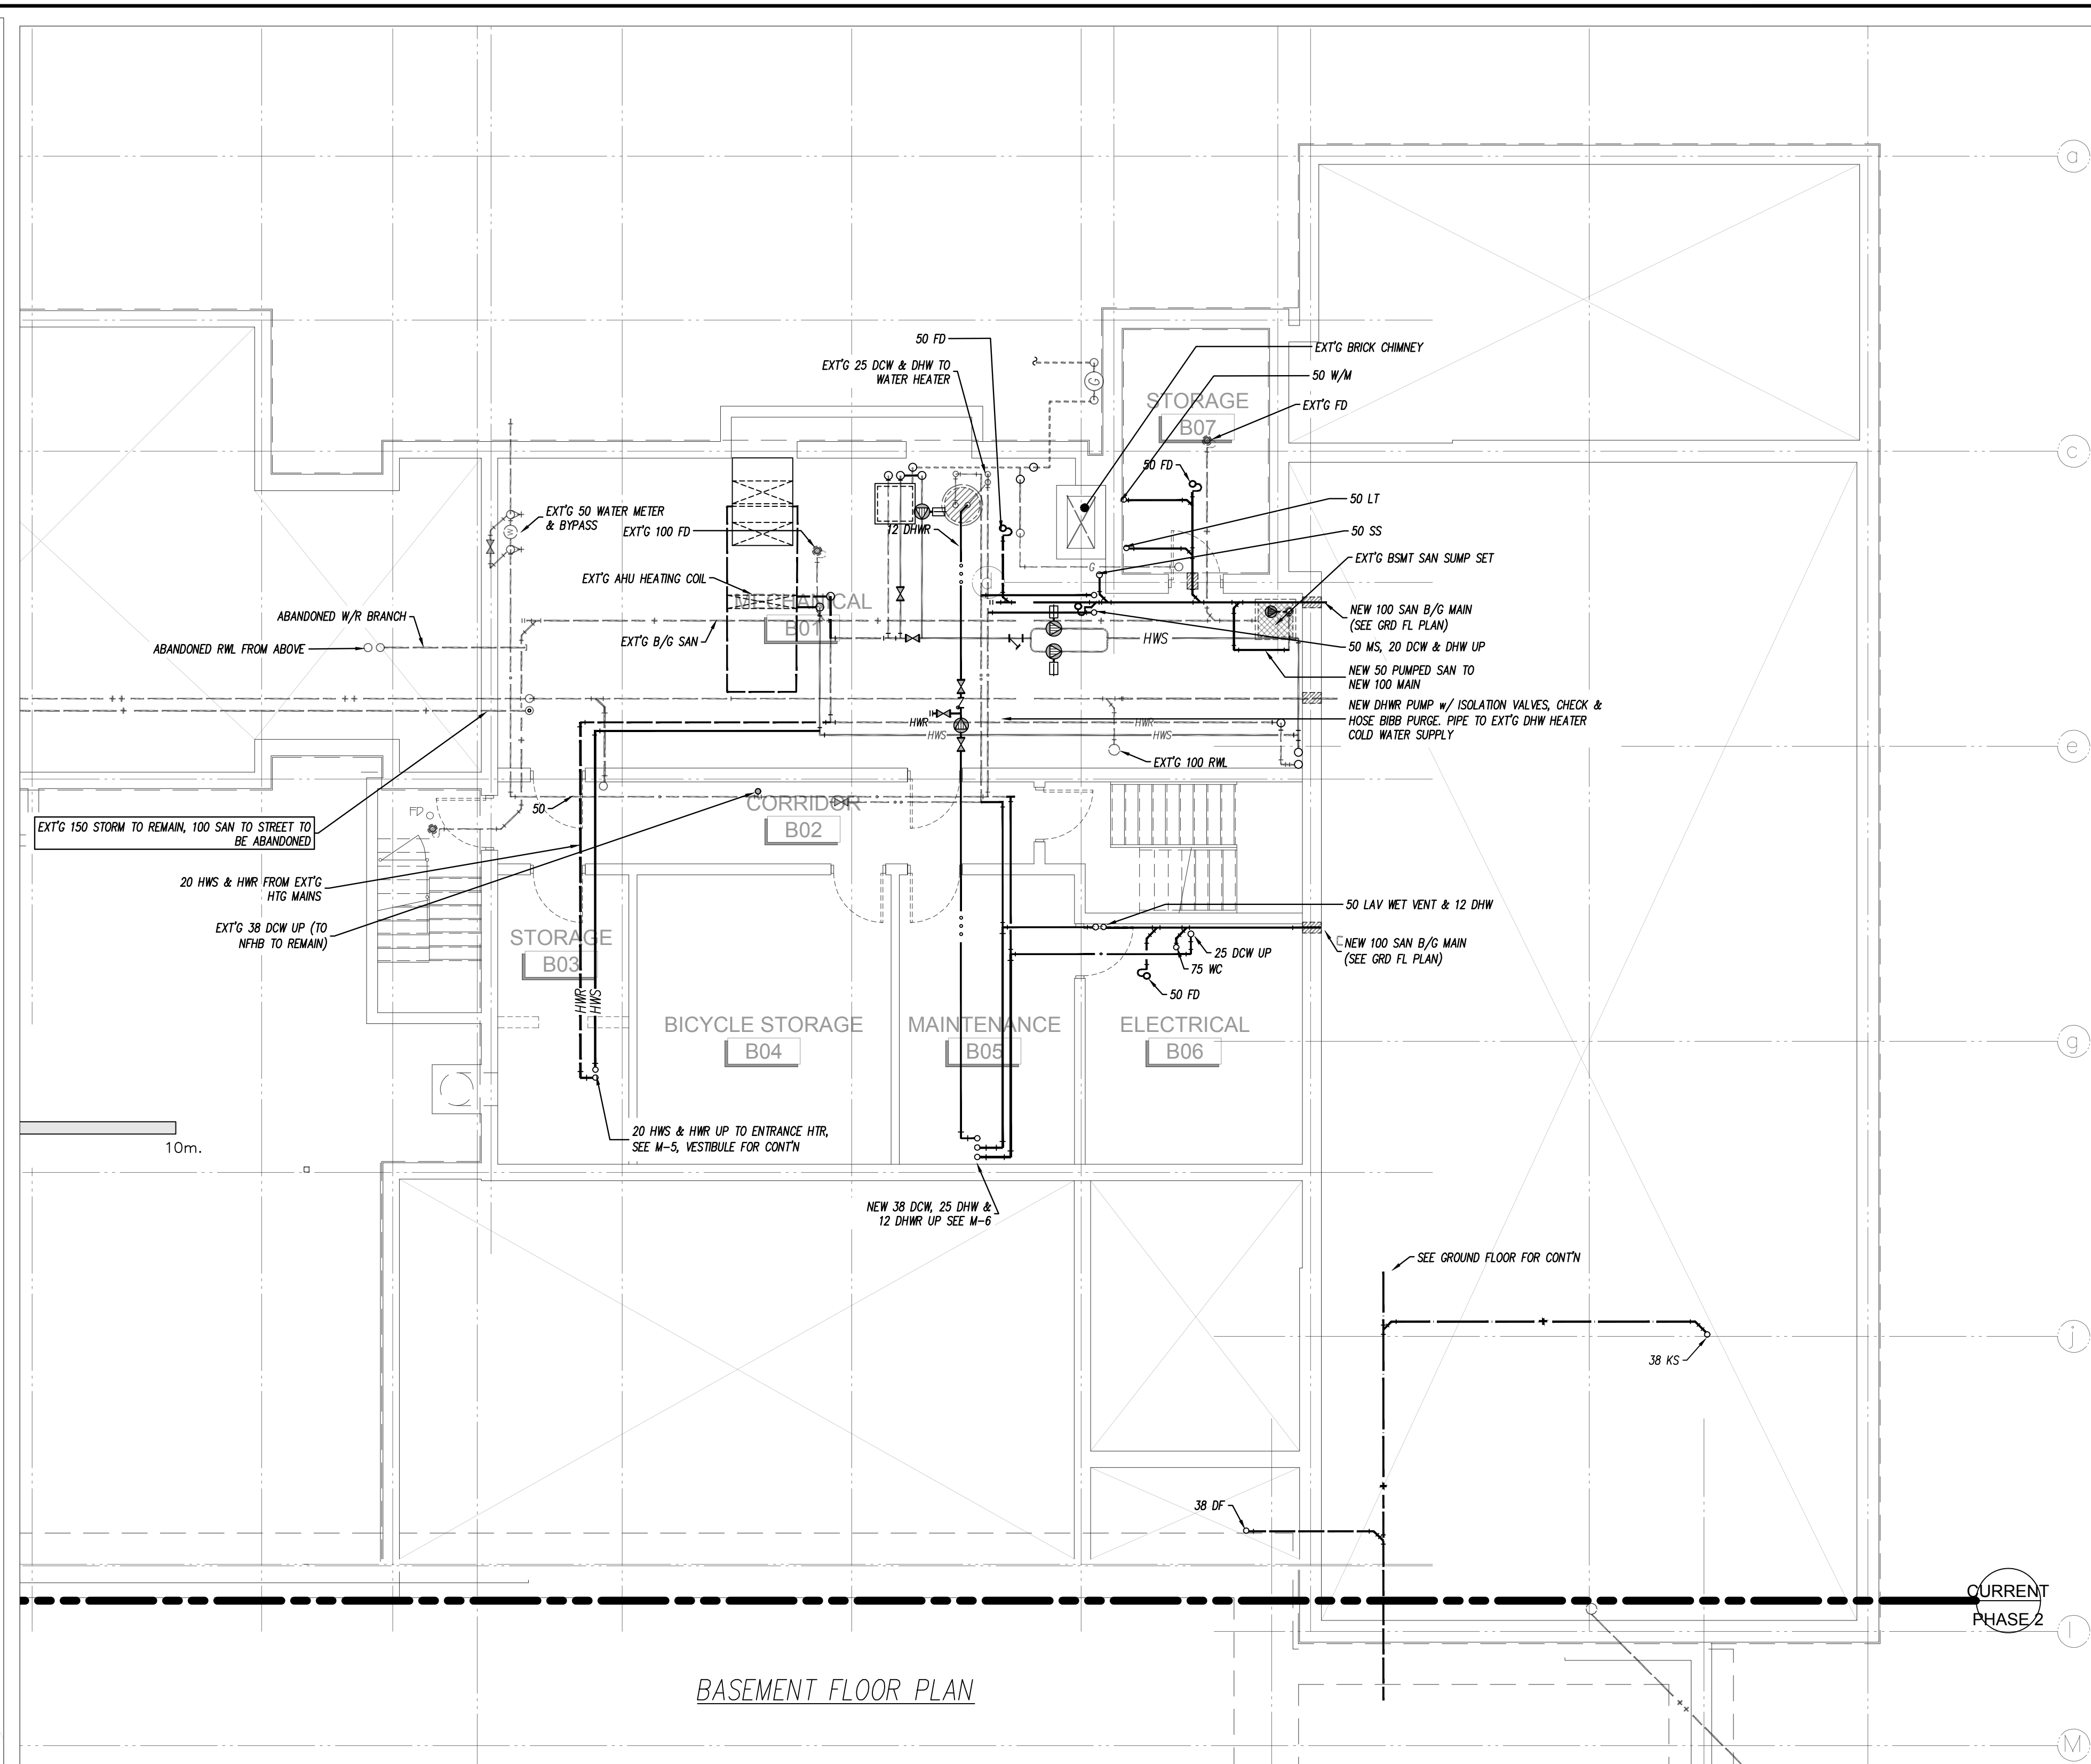 a
50 FD
EXT'G BRICK CHIMNEY
EXT'G 25 DCW & DHW TO
WATER HEATER
G
50 W/M
STORAGE
B07
EXT'G FD
c
50 FD
50 LT
EXT'G 50 WATER METER
& BYPASS
M
EXT'G 100 FD
12 DHWR
50 SS
EXT'G BSMT SAN SUMP SET
G
EXT'G AHU HEATING COIL
d
MECHANICAL
B01
NEW 100 SAN B/G MAIN
(SEE GRD FL PLAN)
ABANDONED W/R BRANCH
EXT'G B/G SAN
HWS
ABANDONED RWL FROM ABOVE
50 MS, 20 DCW & DHW UP
NEW 50 PUMPED SAN TO
NEW 100 MAIN
NEW DHWR PUMP w/ ISOLATION VALVES, CHECK &
HOSE BIBB PURGE. PIPE TO EXT'G DHW HEATER
COLD WATER SUPPLY
HWR
HWR
HWS
HWS
e
EXT'G 100 RWL
50
CORRIDOR
B02
FD
EXT'G 150 STORM TO REMAIN, 100 SAN TO STREET TO
BE ABANDONED
20 HWS & HWR FROM EXT'G
HTG MAINS
50 LAV WET VENT & 12 DHW
EXT'G 38 DCW UP (TO
NFHB TO REMAIN)
STORAGE
B03
NEW 100 SAN B/G MAIN
(SEE GRD FL PLAN)
25 DCW UP
75 WC
50 FD
HWR
HWS
BICYCLE STORAGE
B04
MAINTENANCE
B05
ELECTRICAL
B06
g
10m.
20 HWS & HWR UP TO ENTRANCE HTR,
SEE M-5, VESTIBULE FOR CONT'N
NEW 38 DCW, 25 DHW &
12 DHWR UP SEE M-6
SEE GROUND FLOOR FOR CONT'N
j
38 KS
38 DF
CURRENT
PHASE 2
l
BASEMENT FLOOR PLAN
M